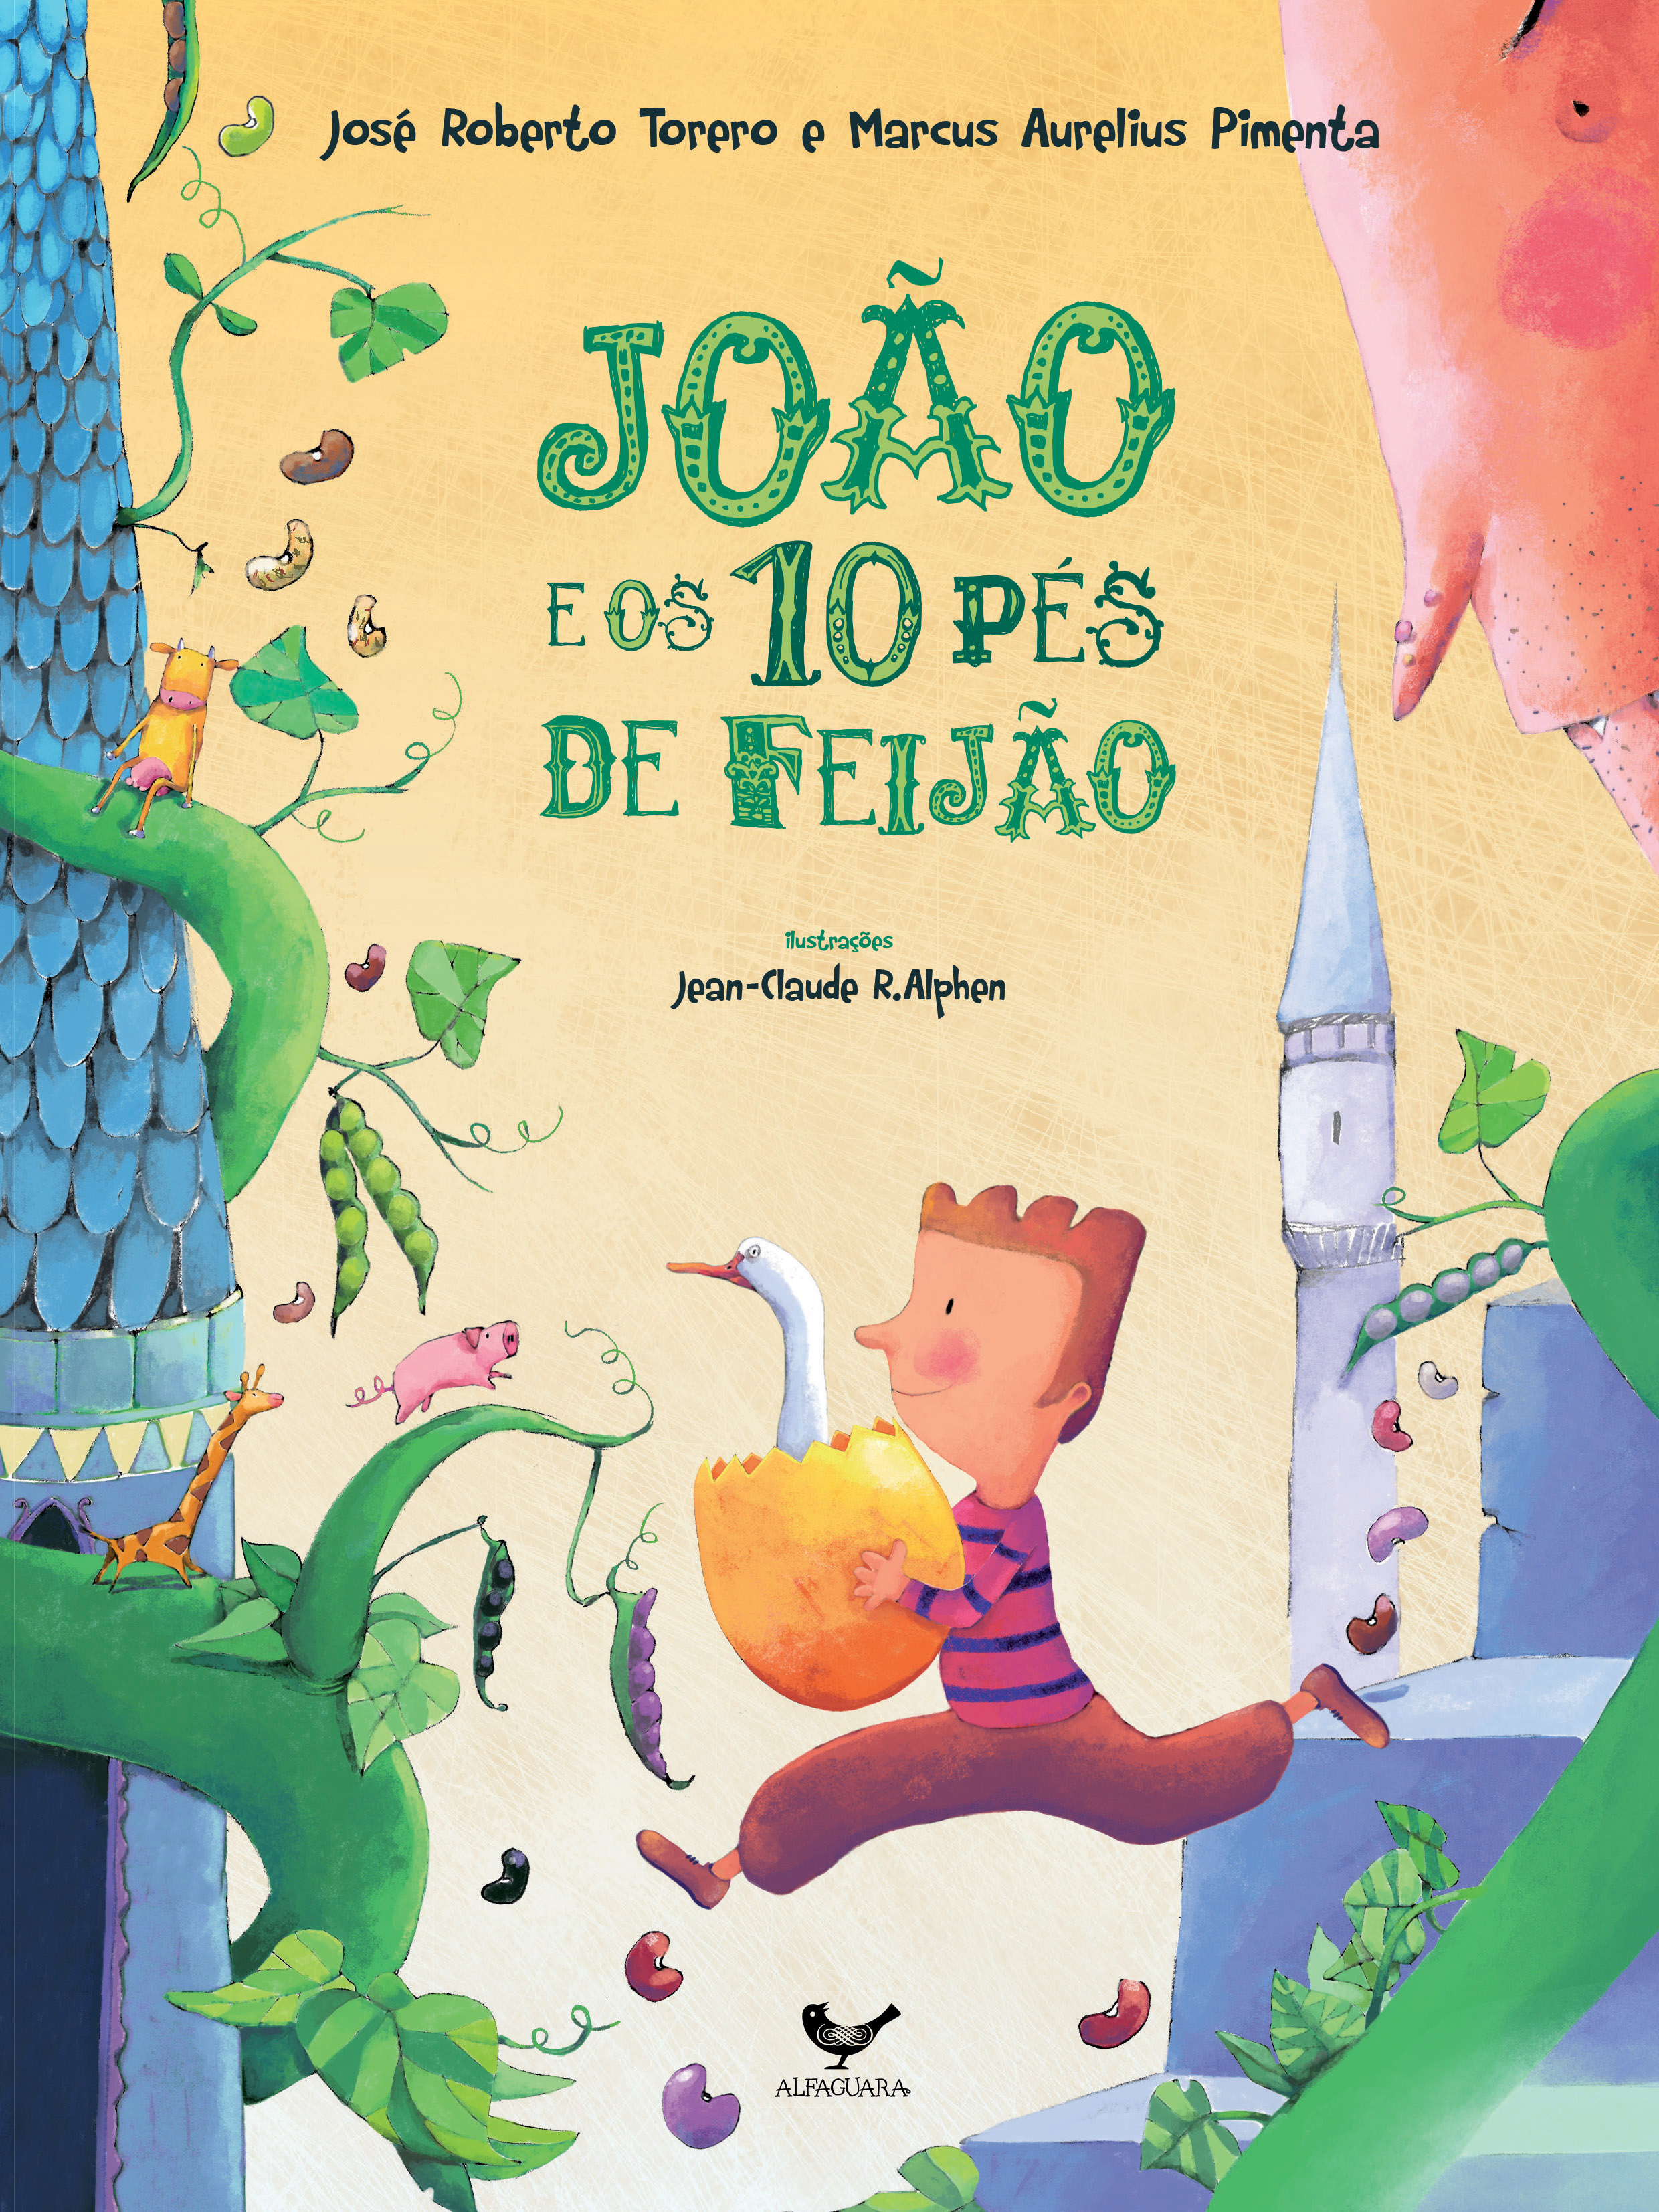 José Roberto Torero e Marcus Aurelius Pimenta
JOÃO
E OS 10 PÉS
DE FEIJÃO
ilustrações
Jean-Claude R.Alphen
ALFAGUARA